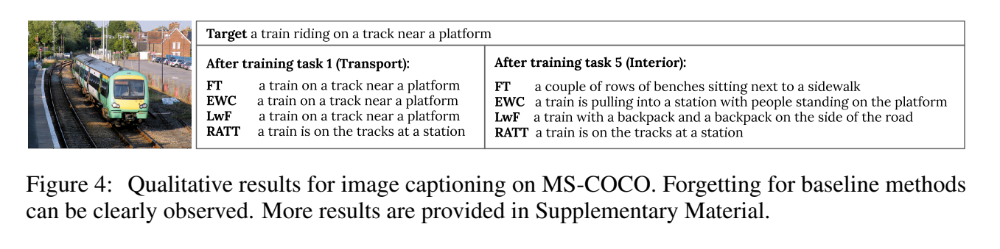 Target a train riding on a track near a platform
After training task 1 (Transport):
FT a train on a track near a platform
EWC a train on a track near a platform
LwF a train on a track near a platform
RATT a train is on the tracks at a station
After training task 5 (Interior):
FT a couple of rows of benches sitting next to a sidewalk
EWC a train is pulling into a station with people standing on the platform
LwF a train with a backpack and a backpack on the side of the road
RATT a train is on the tracks at a station
Figure 4: Qualitative results for image captioning on MS-COCO. Forgetting for baseline methods
can be clearly observed. More results are provided in Supplementary Material.